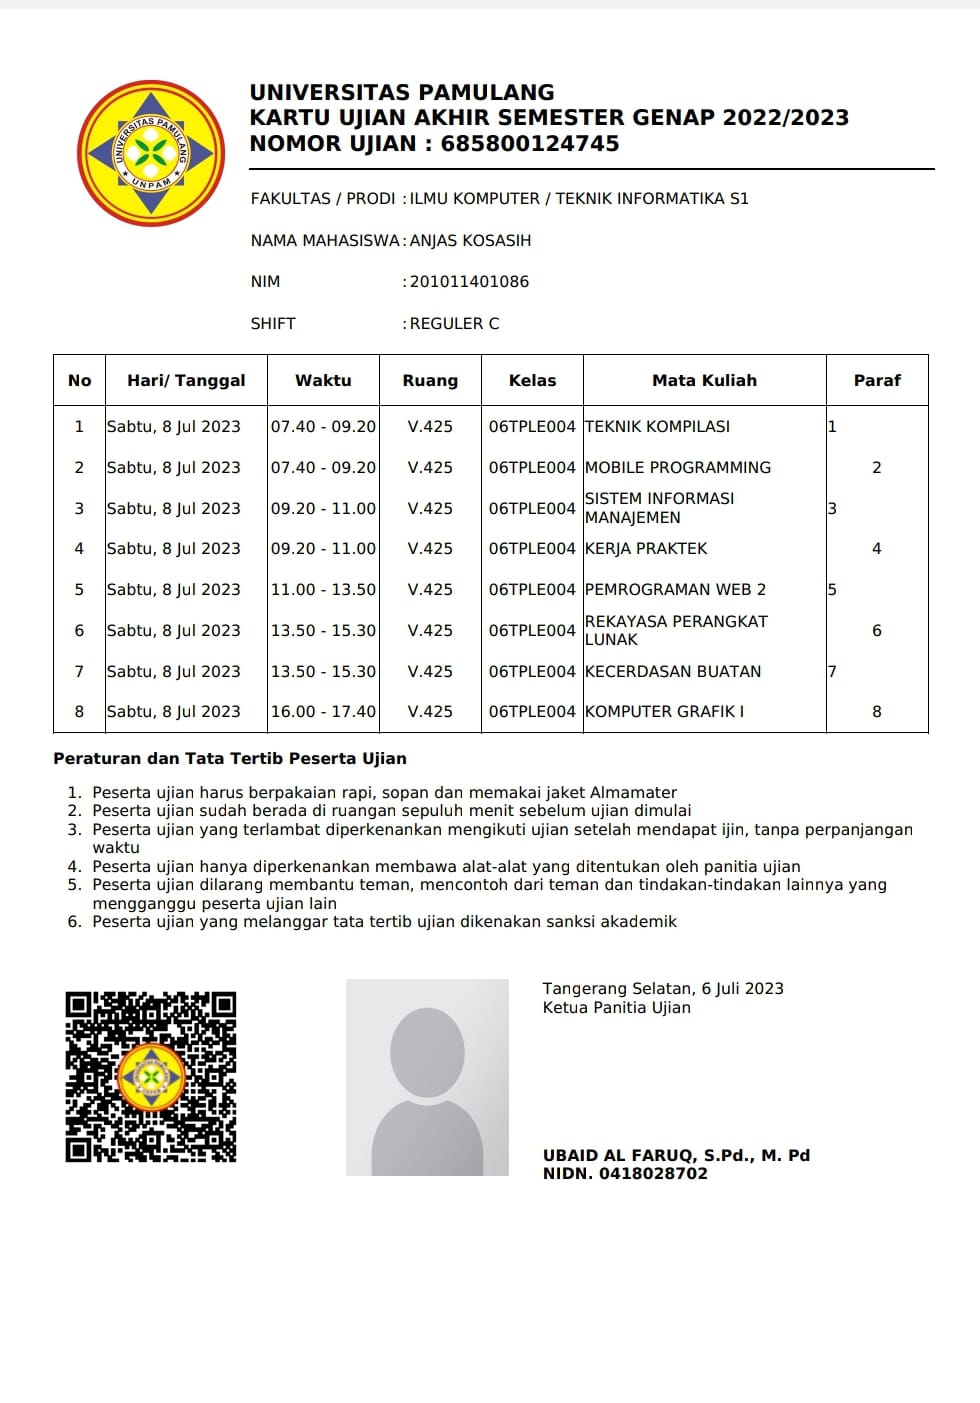 UNIVERSITAS PAMULANG
UNPAM
UNIVERSITAS PAMULANG
KARTU UJIAN AKHIR SEMESTER GENAP 2022/2023
NOMOR UJIAN : 685800124745
FAKULTAS / PRODI : ILMU KOMPUTER / TEKNIK INFORMATIKA S1
NAMA MAHASISWA : ANJAS KOSASIH
NIM : 201011401086
SHIFT : REGULER C
No Hari/ Tanggal Waktu Ruang Kelas Mata Kuliah Paraf
1 Sabtu, 8 Jul 2023 07.40 - 09.20 V.425 06TPLE004 TEKNIK KOMPILASI 1
2 Sabtu, 8 Jul 2023 07.40 - 09.20 V.425 06TPLE004 MOBILE PROGRAMMING 2
3 Sabtu, 8 Jul 2023 09.20 - 11.00 V.425 06TPLE004 SISTEM INFORMASI MANAJEMEN 3
4 Sabtu, 8 Jul 2023 09.20 - 11.00 V.425 06TPLE004 KERJA PRAKTEK 4
5 Sabtu, 8 Jul 2023 11.00 - 13.50 V.425 06TPLE004 PEMROGRAMAN WEB 2 5
6 Sabtu, 8 Jul 2023 13.50 - 15.30 V.425 06TPLE004 REKAYASA PERANGKAT LUNAK 6
7 Sabtu, 8 Jul 2023 13.50 - 15.30 V.425 06TPLE004 KECERDASAN BUATAN 7
8 Sabtu, 8 Jul 2023 16.00 - 17.40 V.425 06TPLE004 KOMPUTER GRAFIK I 8
Peraturan dan Tata Tertib Peserta Ujian
1. Peserta ujian harus berpakaian rapi, sopan dan memakai jaket Almamater
2. Peserta ujian sudah berada di ruangan sepuluh menit sebelum ujian dimulai
3. Peserta ujian yang terlambat diperkenankan mengikuti ujian setelah mendapat ijin, tanpa perpanjangan
waktu
4. Peserta ujian hanya diperkenankan membawa alat-alat yang ditentukan oleh panitia ujian
5. Peserta ujian dilarang membantu teman, mencontoh dari teman dan tindakan-tindakan lainnya yang
mengganggu peserta ujian lain
6. Peserta ujian yang melanggar tata tertib ujian dikenakan sanksi akademik
Tangerang Selatan, 6 Juli 2023
Ketua Panitia Ujian
UBAID AL FARUQ, S.Pd., M. Pd
NIDN. 0418028702